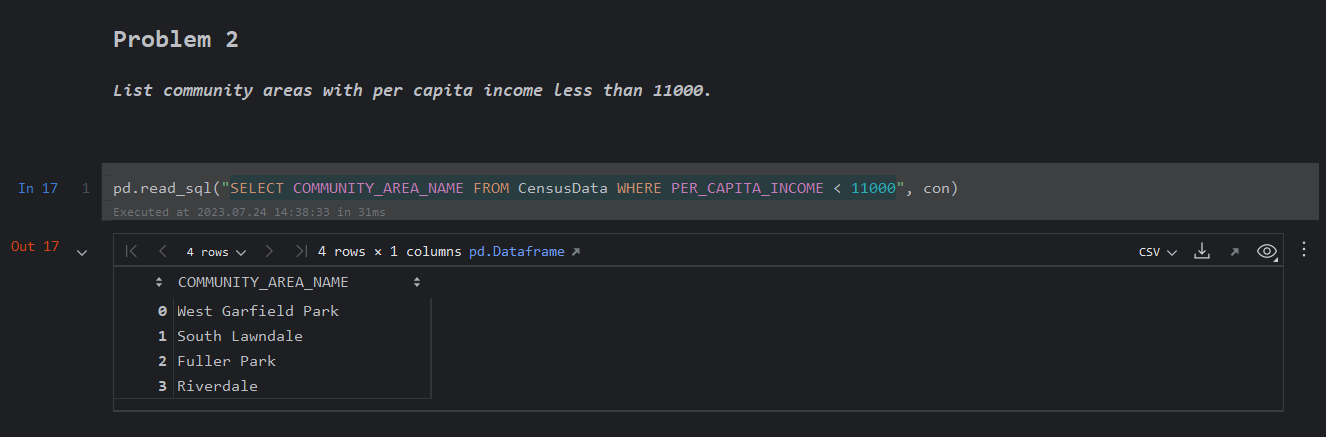 Problem 2
List community areas with per capita income less than 11000.
In 17 1 pd.read_sql("SELECT COMMUNITY_AREA_NAME FROM CensusData WHERE PER_CAPITA_INCOME < 11000", con)
Executed at 2023.07.24 14:38:33 in 31ms
Out 17 4 rows 4 rows × 1 columns pd.Dataframe CSV
COMMUNITY_AREA_NAME
0 West Garfield Park
1 South Lawndale
2 Fuller Park
3 Riverdale